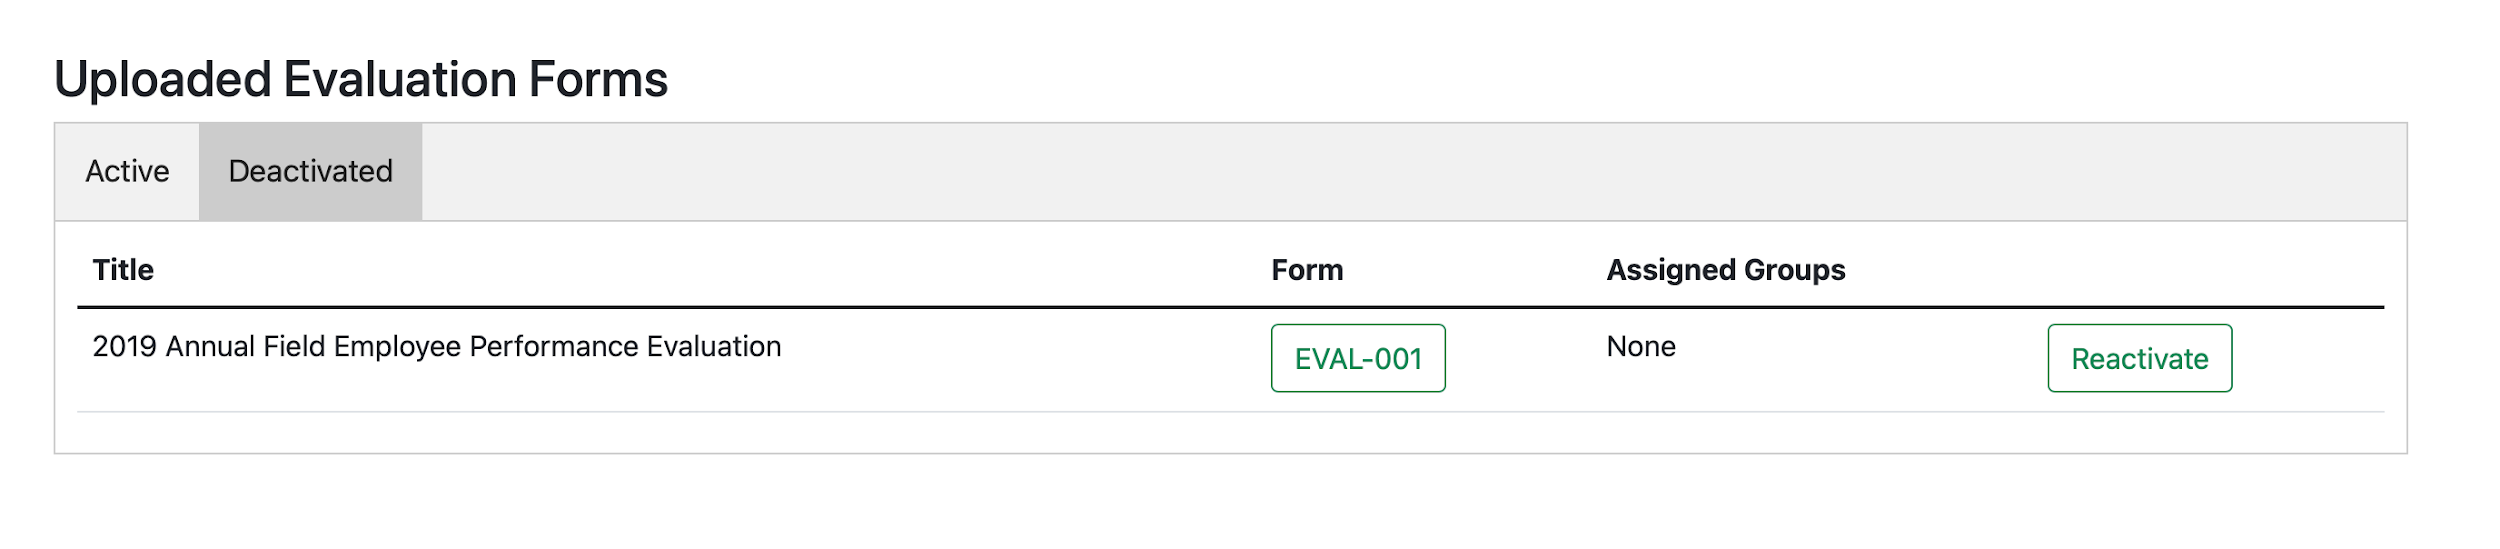 Uploaded Evaluation Forms
Active Deactivated
Title Form Assigned Groups
2019 Annual Field Employee Performance Evaluation EVAL-001 None Reactivate